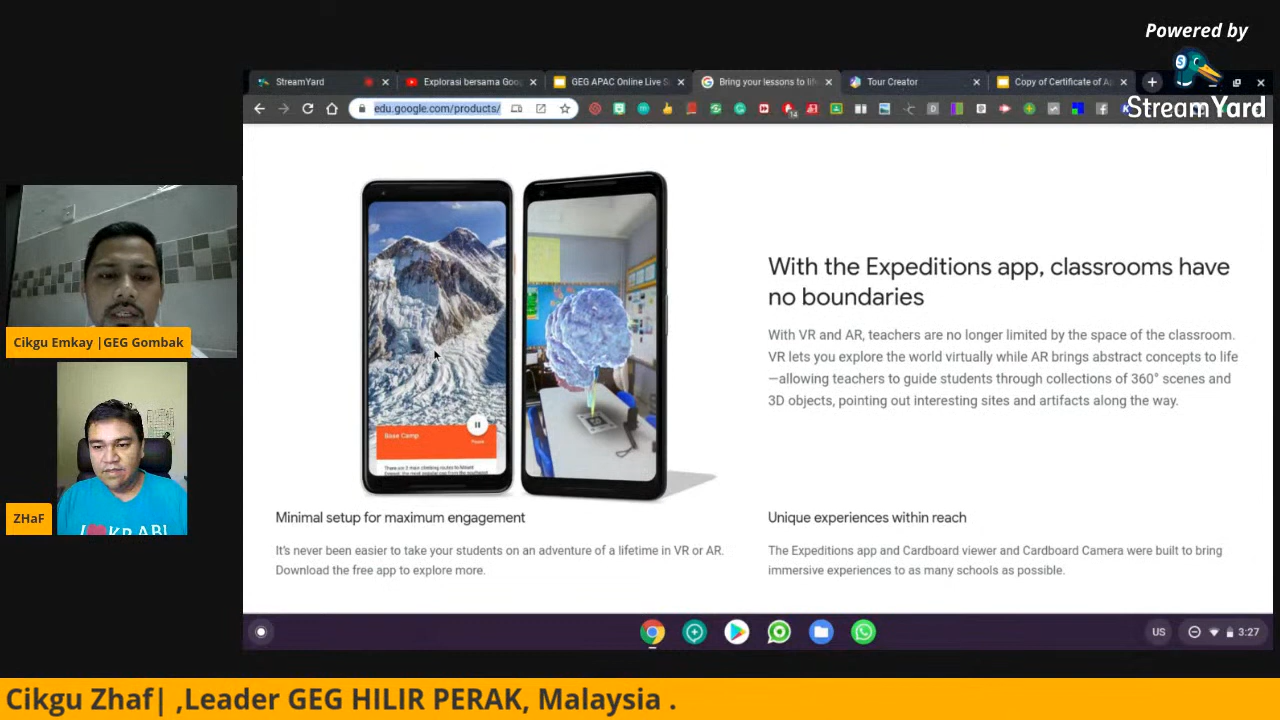 Powered by
StreamYard
StreamYard
Explorasi bersama Goo
GEG APAC Online Live S
Bring your lessons to li
Tour Creator
Copy of Certificate of A
edu.google.com/products/
14
With the Expeditions app, classrooms have
no boundaries
With VR and AR, teachers are no longer limited by the space of the classroom.
VR lets you explore the world virtually while AR brings abstract concepts to life
—allowing teachers to guide students through collections of 360° scenes and
3D objects, pointing out interesting sites and artifacts along the way.
Base Camp
Pause
Minimal setup for maximum engagement
It's never been easier to take your students on an adventure of a lifetime in VR or AR.
Download the free app to explore more.
Unique experiences within reach
The Expeditions app and Cardboard viewer and Cardboard Camera were built to bring
immersive experiences to as many schools as possible.
Cikgu Emkay |GEG Gombak
ZHaF
KRABI
US
3:27
Cikgu Zhaf| ,Leader GEG HILIR PERAK, Malaysia .